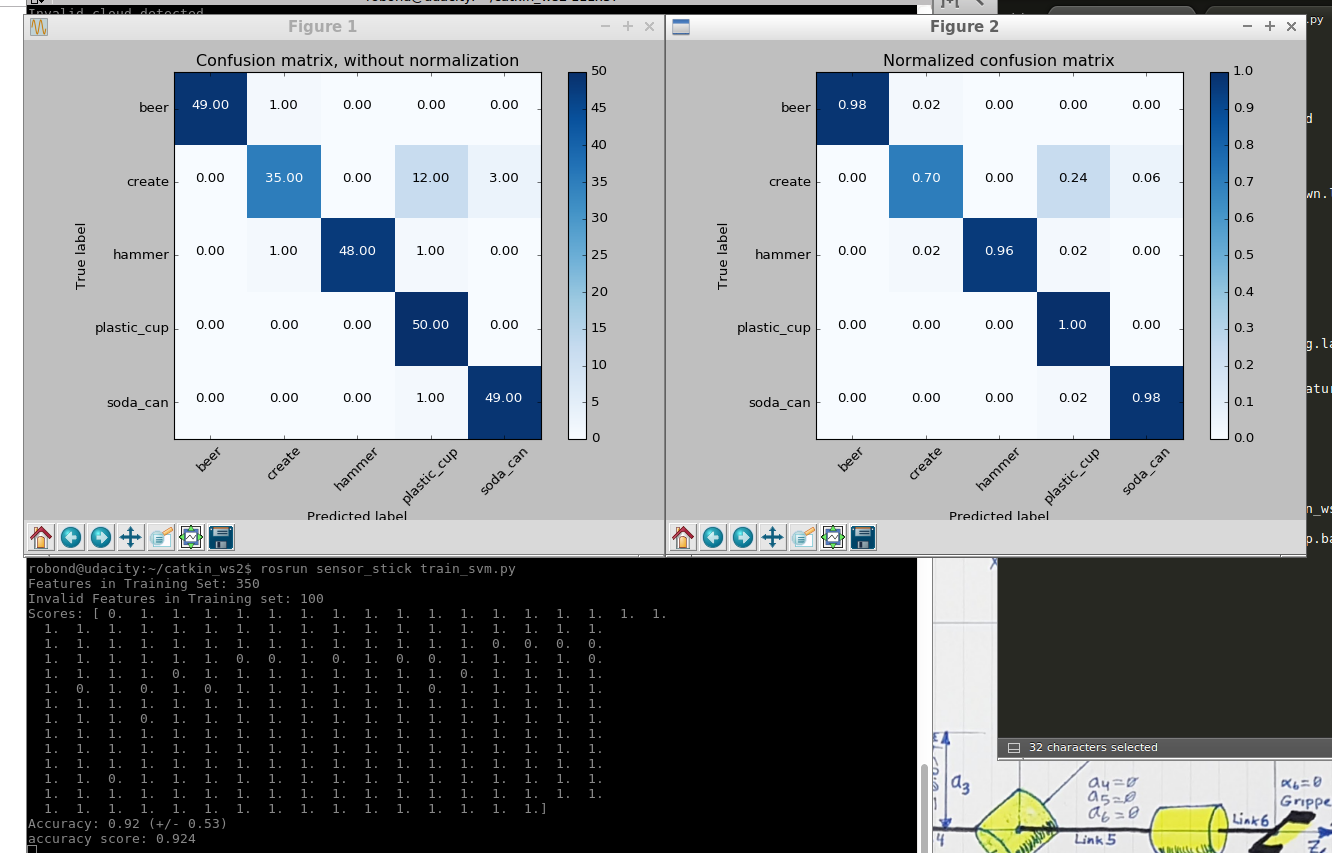 Invalid cloud detected
Figure 1
Figure 2
Confusion matrix, without normalization
Normalized confusion matrix
beer 49.00 1.00 0.00 0.00 0.00
create 0.00 35.00 0.00 12.00 3.00
hammer 0.00 1.00 48.00 1.00 0.00
plastic_cup 0.00 0.00 0.00 50.00 0.00
soda_can 0.00 0.00 0.00 1.00 49.00
True label
beer create hammer plastic_cup soda_can
Predicted label
50
45
40
35
30
25
20
15
10
5
0
beer 0.98 0.02 0.00 0.00 0.00
create 0.00 0.70 0.00 0.24 0.06
hammer 0.00 0.02 0.96 0.02 0.00
plastic_cup 0.00 0.00 0.00 1.00 0.00
soda_can 0.00 0.00 0.00 0.02 0.98
True label
beer create hammer plastic_cup soda_can
Predicted label
1.0
0.9
0.8
0.7
0.6
0.5
0.4
0.3
0.2
0.1
0.0
.py
robond@udacity:~/catkin_ws2$ rosrun sensor_stick train_svm.py
Features in Training Set: 350
Invalid Features in Training set: 100
Scores: [ 0. 1. 1. 1. 1. 1. 1. 1. 1. 1. 1. 1. 1. 1. 1. 1. 1. 1.
1. 1. 1. 1. 1. 1. 1. 1. 1. 1. 1. 1. 1. 1. 1. 1. 1. 1.
1. 1. 1. 1. 1. 1. 1. 1. 1. 1. 1. 1. 1. 1. 0. 0. 0. 0.
1. 1. 1. 1. 1. 1. 0. 0. 1. 0. 1. 0. 0. 1. 1. 1. 1. 0.
1. 1. 1. 1. 0. 1. 1. 1. 1. 1. 1. 1. 1. 0. 1. 1. 1. 1.
1. 0. 1. 0. 1. 0. 1. 1. 1. 1. 1. 1. 0. 1. 1. 1. 1. 1.
1. 1. 1. 1. 1. 1. 1. 1. 1. 1. 1. 1. 1. 1. 1. 1. 1. 1.
1. 1. 1. 0. 1. 1. 1. 1. 1. 1. 1. 1. 1. 1. 1. 1. 1. 1.
1. 1. 1. 1. 1. 1. 1. 1. 1. 1. 1. 1. 1. 1. 1. 1. 1. 1.
1. 1. 1. 1. 1. 1. 1. 1. 1. 1. 1. 1. 1. 1. 1. 1. 1. 1.
1. 1. 1. 1. 1. 1. 1. 1. 1. 1. 1. 1. 1. 1. 1. 1. 1. 1.
1. 1. 0. 1. 1. 1. 1. 1. 1. 1. 1. 1. 1. 1. 1. 1. 1. 1.
1. 1. 1. 1. 1. 1. 1. 1. 1. 1. 1. 1. 1. 1. 1. 1. 1. 1.
1. 1. 1. 1. 1. 1. 1. 1. 1. 1. 1. 1. 1. 1. 1. 1.]
Accuracy: 0.92 (+/- 0.53)
accuracy score: 0.924
32 characters selected
a3
a4=0
a5=0
a6=0
α6=0
Grippe
Link6
Link5
4